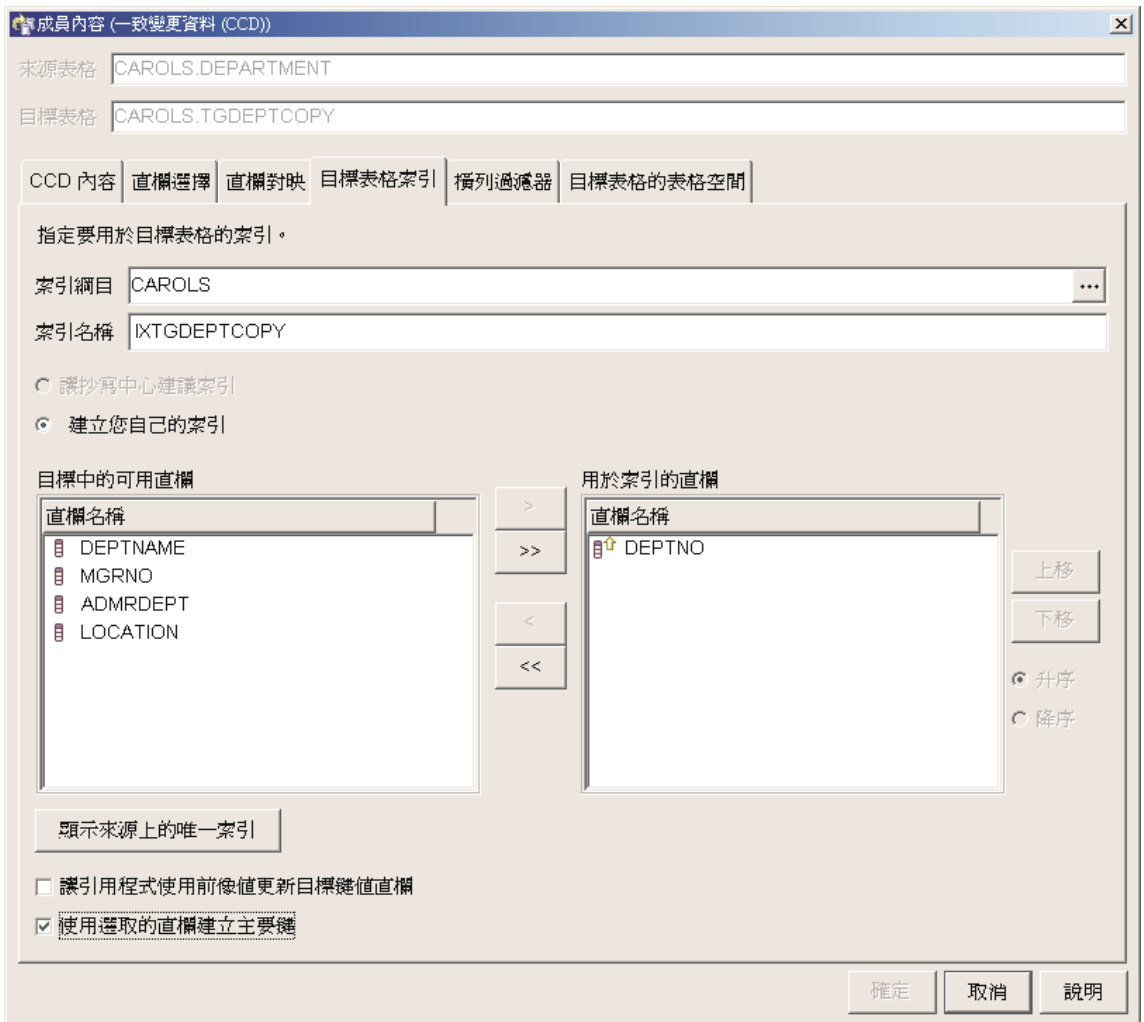 成員內容 (一致變更資料 (CCD))
來源表格 CAROLS.DEPARTMENT
目標表格 CAROLS.TGDEPTCOPY
CCD 內容 直欄選擇 直欄對映 目標表格索引 橫列過濾器 目標表格的表格空間
指定要用於目標表格的索引。
索引綱目 CAROLS ...
索引名稱 IXTGDEPTCOPY
讓抄寫中心建議索引
建立您自己的索引
目標中的可用直欄
直欄名稱
DEPTNAME
MGRNO
ADMRDEPT
LOCATION
>
>>
<
<<
用於索引的直欄
直欄名稱
DEPTNO
上移
下移
升序
降序
顯示來源上的唯一索引
讓引用程式使用前像值更新目標鍵值直欄
使用選取的直欄建立主要鍵
確定 取消 說明